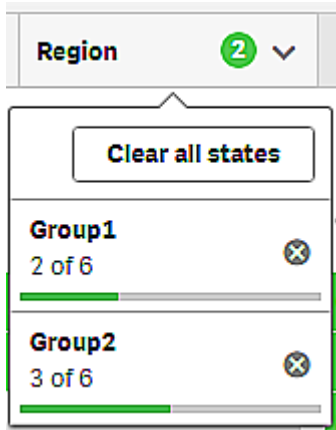 Region 2
Clear all states
Group1
2 of 6
Group2
3 of 6